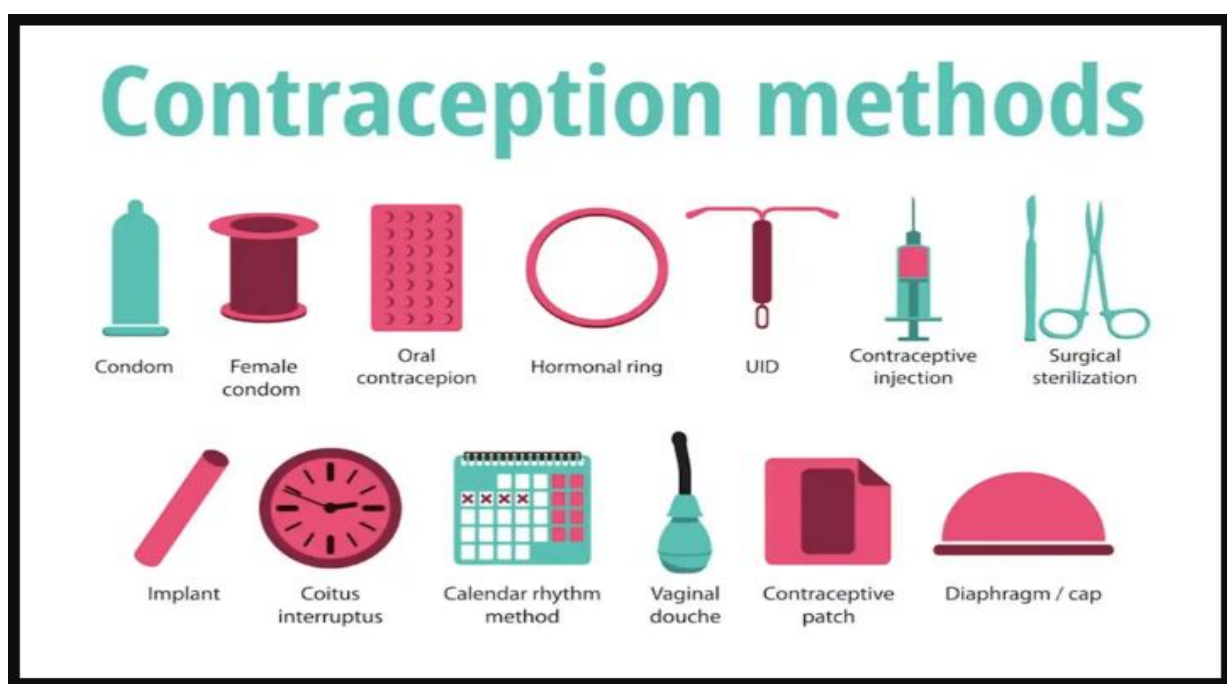 Contraception methods
Condom
Female
condom
Oral
contracepion
Hormonal ring
UID
Contraceptive
injection
Surgical
sterilization
Implant
Coitus
interruptus
Calendar rhythm
method
Vaginal
douche
Contraceptive
patch
Diaphragm / cap